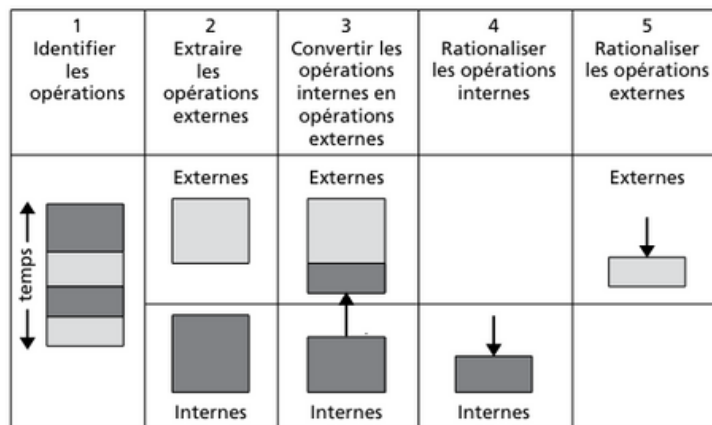 1
Identifier
les
opérations
2
Extraire
les
opérations
externes
3
Convertir les
opérations
internes en
opérations
externes
4
Rationaliser
les opérations
internes
5
Rationaliser
les opérations
externes
temps
Externes
Externes
Externes
Internes
Internes
Internes